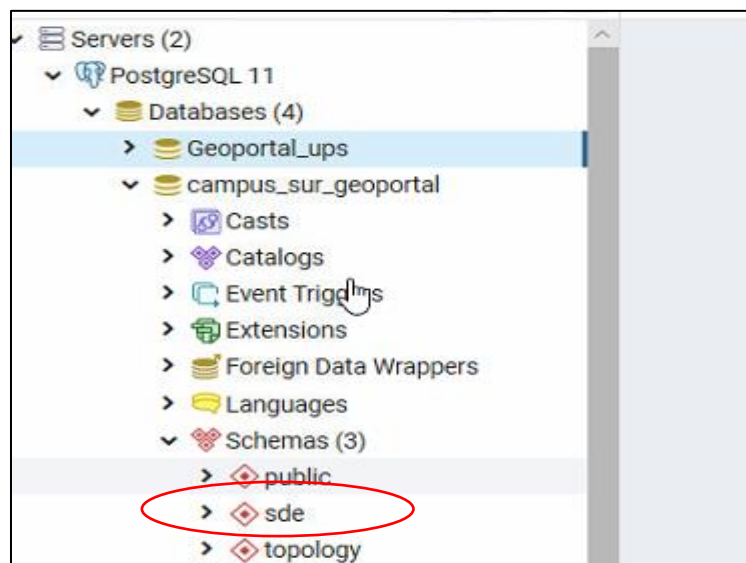 Servers (2)
PostgreSQL 11
Databases (4)
Geoportal_ups
campus_sur_geoportal
Casts
Catalogs
Event Triggers
Extensions
Foreign Data Wrappers
Languages
Schemas (3)
public
sde
topology